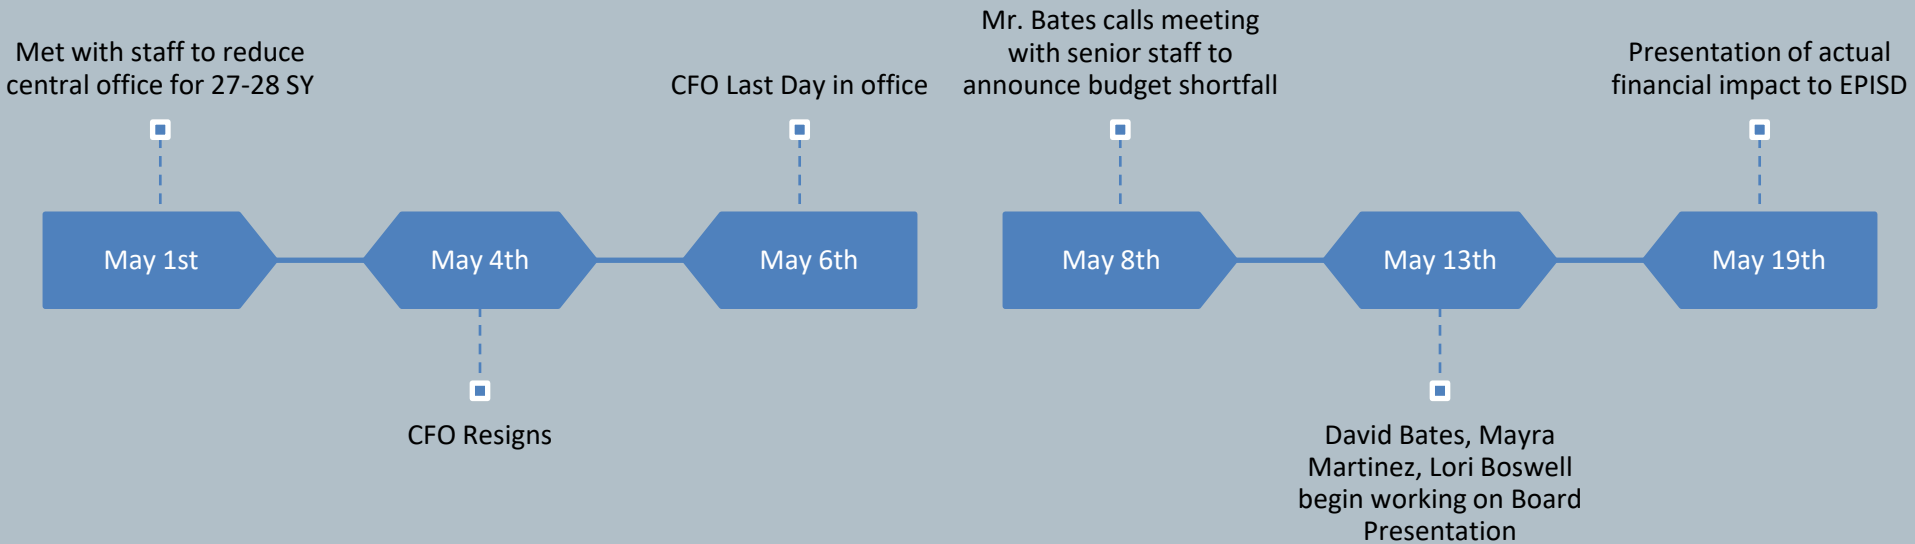 Met with staff to reduce
central office for 27-28 SY
May 1st
May 4th
CFO Resigns
CFO Last Day in office
May 6th
Mr. Bates calls meeting
with senior staff to
announce budget shortfall
May 8th
May 13th
David Bates, Mayra
Martinez, Lori Boswell
begin working on Board
Presentation
Presentation of actual
financial impact to EPISD
May 19th